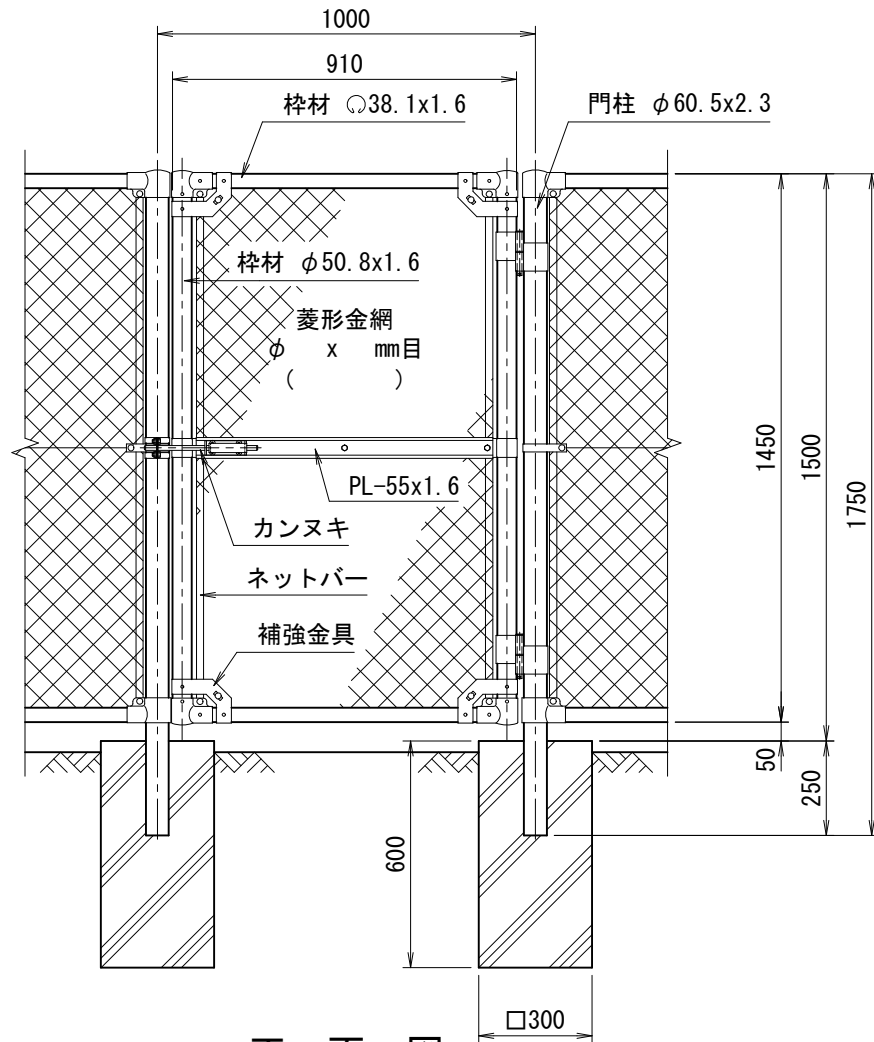 1000
910
枠材 38.1x1.6
門柱 φ60.5x2.3
枠材 φ50.8x1.6
菱形金網
φ x mm目
( )
PL-55x1.6
カンヌキ
ネットバー
補強金具
1450
1500
1750
50
250
600
□300